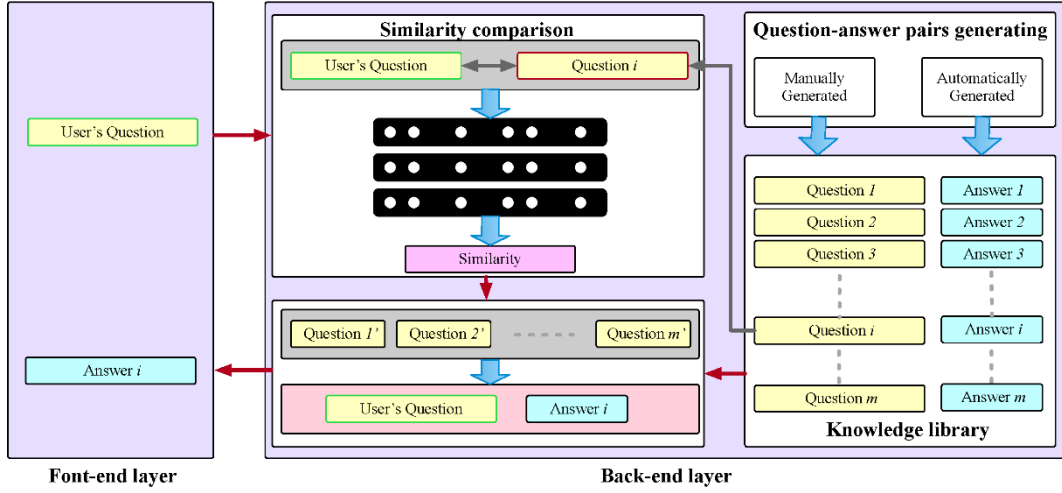 Similarity comparison
User's Question
Question i
Question-answer pairs generating
Manually
Generated
Automatically
Generated
User's Question
Similarity
Question 1
Answer 1
Question 2
Answer 2
Question 3
Answer 3
Question i
Answer i
Question m
Answer m
Knowledge library
Question 1'
Question 2'
Question m'
User's Question
Answer i
Answer i
Font-end layer
Back-end layer